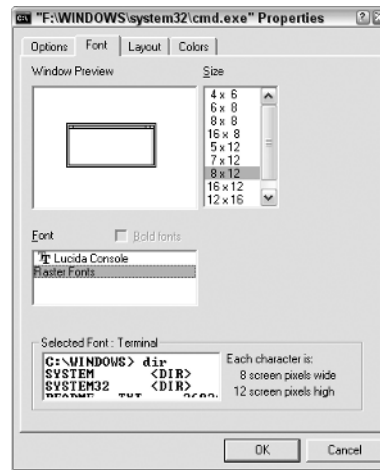 "F:\WINDOWS\system32\cmd.exe" Properties
Options Font Layout Colors
Window Preview
Size
4 x 6
6 x 8
8 x 8
16 x 8
5 x 12
7 x 12
8 x 12
16 x 12
12 x 16
Font
Bold fonts
Lucida Console
Raster Fonts
Selected Font : Terminal
C:\WINDOWS> dir
SYSTEM <DIR>
SYSTEM32 <DIR>
README TXT
Each character is:
8 screen pixels wide
12 screen pixels high
OK Cancel